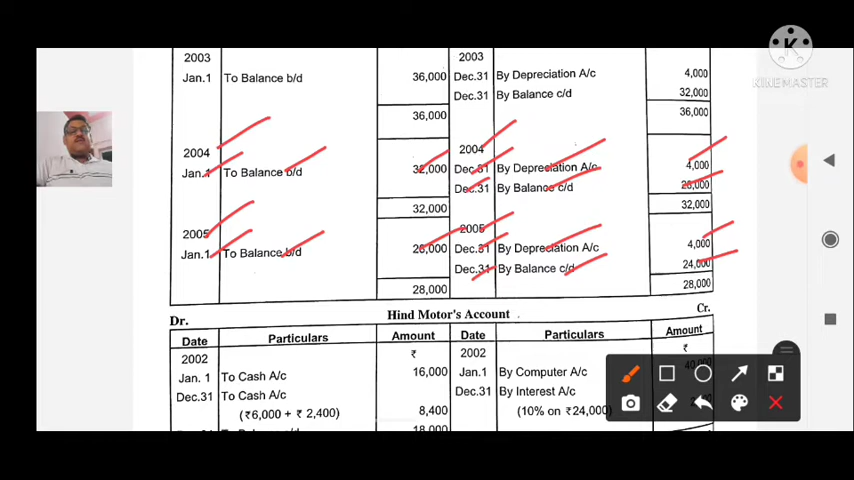 2003 2003
Jan.1 To Balance b/d 36,000 Dec.31 By Depreciation A/c 4,000
Dec.31 By Balance c/d 32,000
36,000 36,000
2004 2004
Jan.1 To Balance b/d 32,000 Dec.31 By Depreciation A/c 4,000
Dec.31 By Balance c/d 28,000
32,000 32,000
2005 2005
Jan.1 To Balance b/d 28,000 Dec.31 By Depreciation A/c 4,000
Dec.31 By Balance c/d 24,000
28,000 28,000
Dr. Hind Motor's Account Cr.
Date Particulars Amount Date Particulars Amount
2002 ₹ 2002 ₹
Jan. 1 To Cash A/c 16,000 Jan.1 By Computer A/c
Dec.31 To Cash A/c Dec.31 By Interest A/c
(₹6,000 + ₹ 2,400) 8,400 (10% on ₹24,000)
18,000
K
KINEMASTER